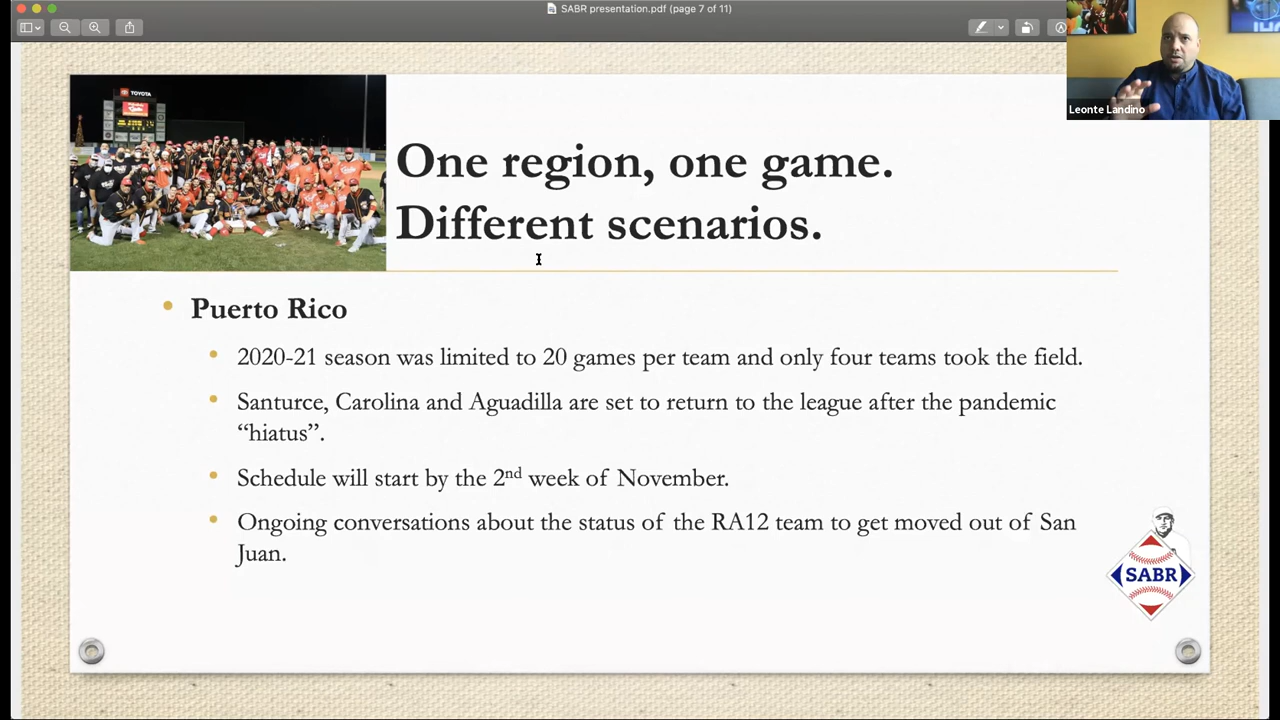 SABR presentation.pdf (page 7 of 11)
Leonte Landino
TOYOTA
One region, one game.
Different scenarios.
Puerto Rico
2020-21 season was limited to 20 games per team and only four teams took the field.
Santurce, Carolina and Aguadilla are set to return to the league after the pandemic
“hiatus”.
Schedule will start by the 2nd week of November.
Ongoing conversations about the status of the RA12 team to get moved out of San
Juan.
SABR